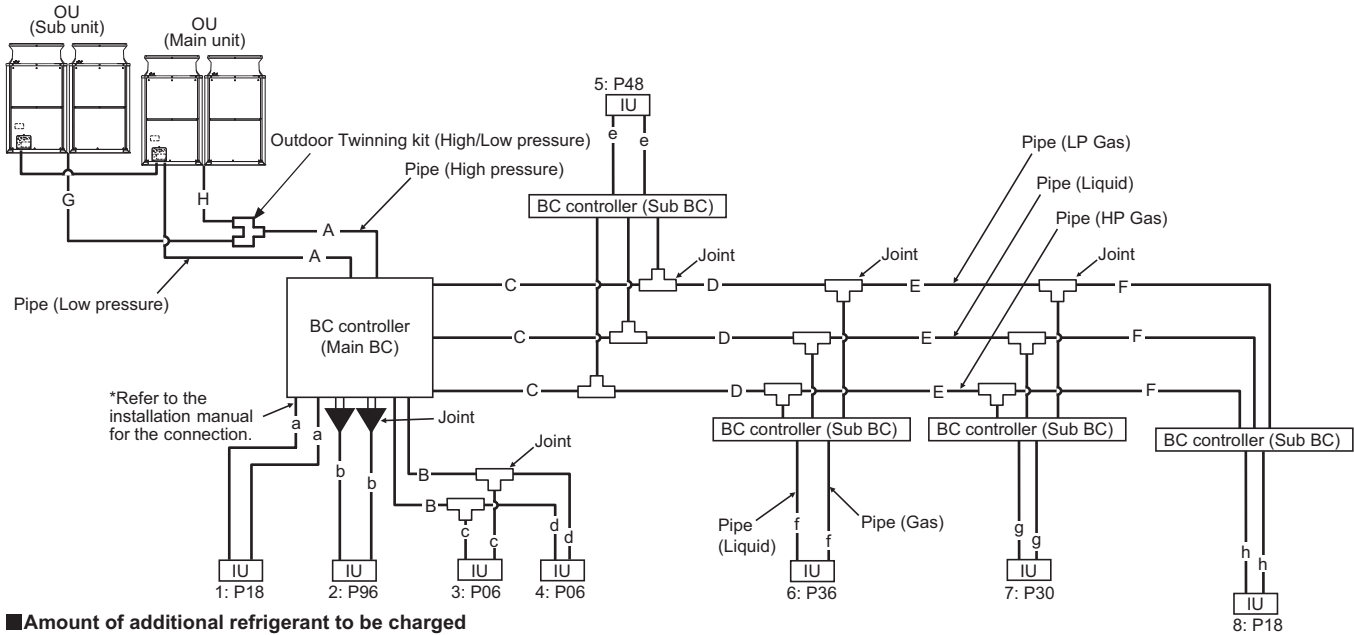 OU
(Sub unit)
OU
(Main unit)
5: P48
IU
e
e
Outdoor Twinning kit (High/Low pressure)
Pipe (High pressure)
Pipe (LP Gas)
Pipe (Liquid)
Pipe (HP Gas)
G
H
A
A
BC controller (Sub BC)
Joint
Joint
Joint
Pipe (Low pressure)
C
D
E
F
BC controller
(Main BC)
C
D
E
F
C
D
E
F
*Refer to the
installation manual
for the connection.
a
a
Joint
b
b
Joint
B
B
BC controller (Sub BC)
BC controller (Sub BC)
BC controller (Sub BC)
c
c
d
d
Pipe
(Liquid)
f
f
Pipe (Gas)
g
g
h
h
IU
1: P18
IU
2: P96
IU
3: P06
IU
4: P06
IU
6: P36
IU
7: P30
IU
8: P18
■Amount of additional refrigerant to be charged